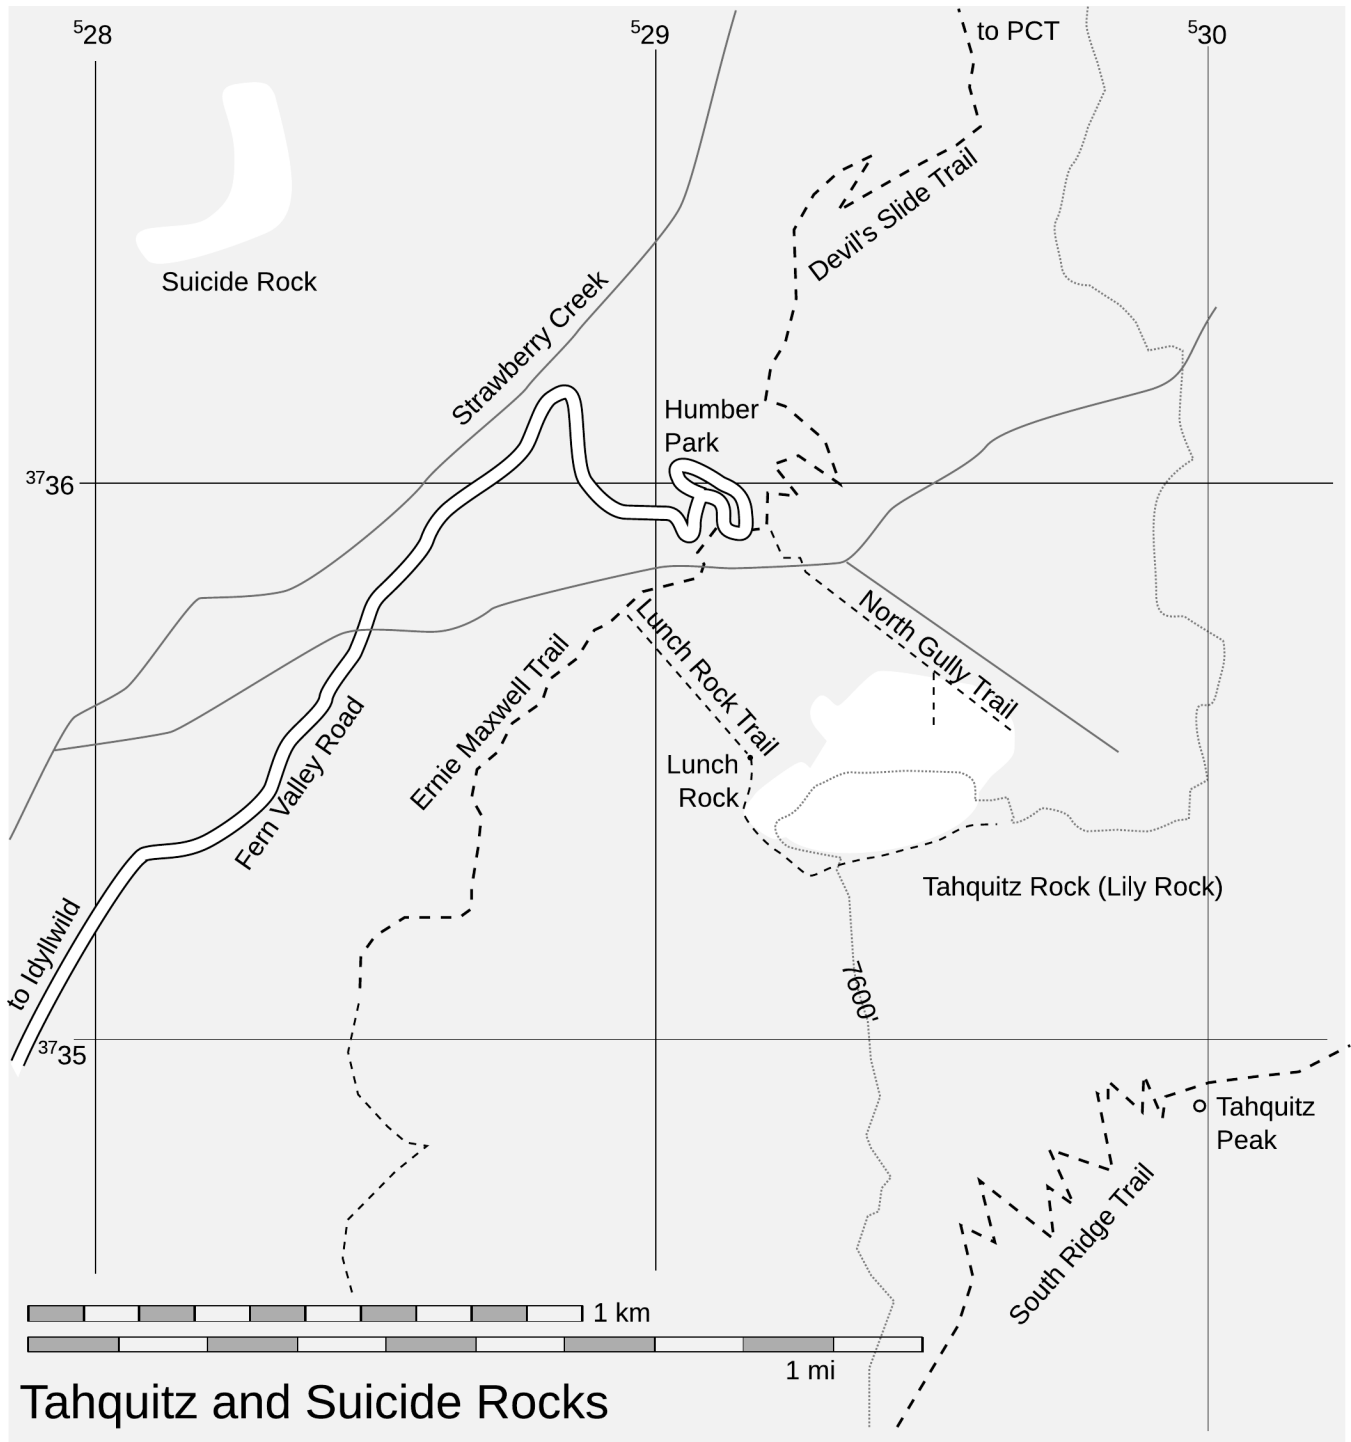 528
529
530
to PCT
Devil's Slide Trail
Suicide Rock
Strawberry Creek
Humber
Park
3736
North Gully Trail
Lunch Rock Trail
Ernie Maxwell Trail
Fern Valley Road
Lunch
Rock
Tahquitz Rock (Lily Rock)
to Idyllwild
7600'
3735
Tahquitz
Peak
South Ridge Trail
1 km
1 mi
Tahquitz and Suicide Rocks